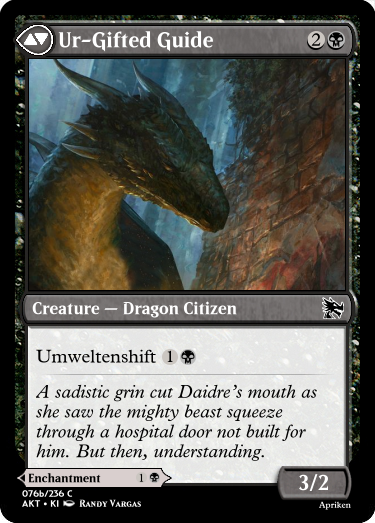 Ur-Gifted Guide 2
Creature — Dragon Citizen
Umweltenshift 1
A sadistic grin cut Daidre's mouth as
she saw the mighty beast squeeze
through a hospital door not built for
him. But then, understanding.
Enchantment 1
3/2
076b/236 C
AKT • KI Randy Vargas
Apriken